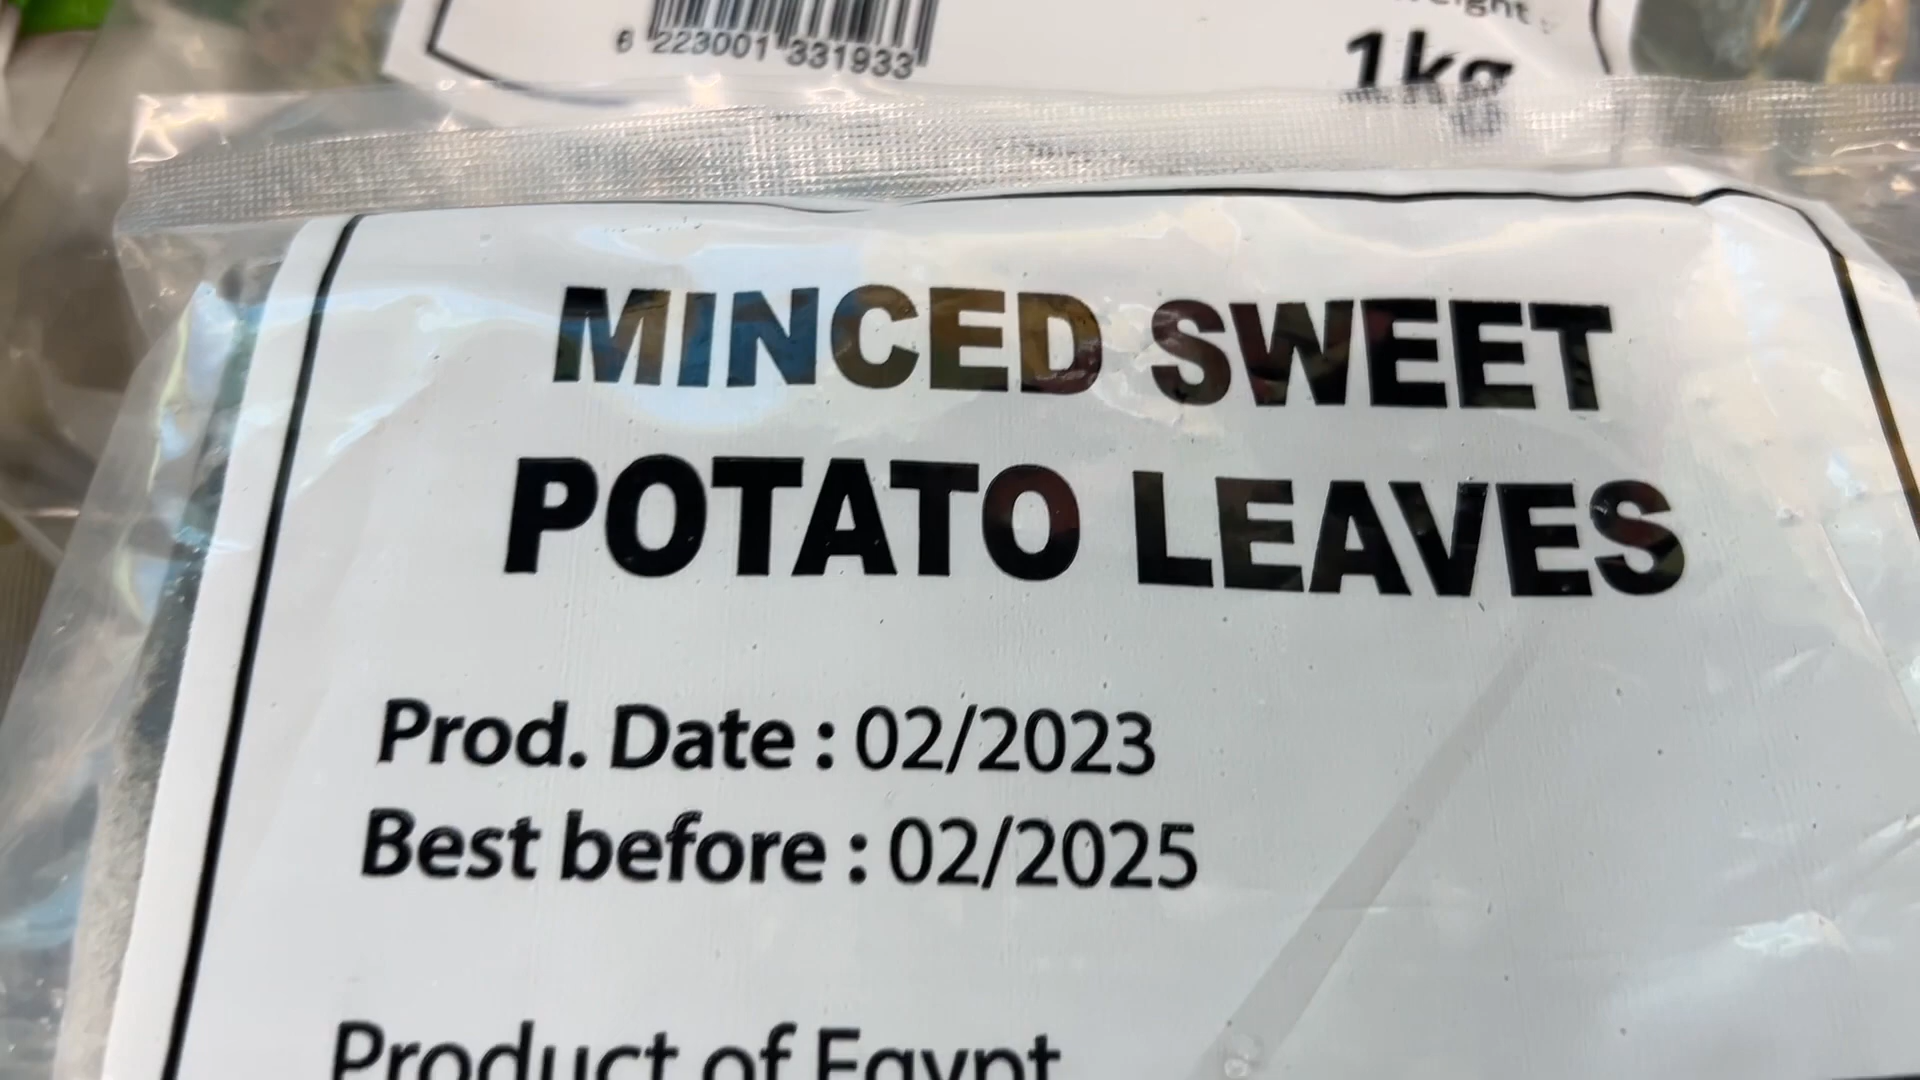 6 223001 331933
1kg
MINCED SWEET
POTATO LEAVES
Prod. Date : 02/2023
Best before : 02/2025
Product of Egypt